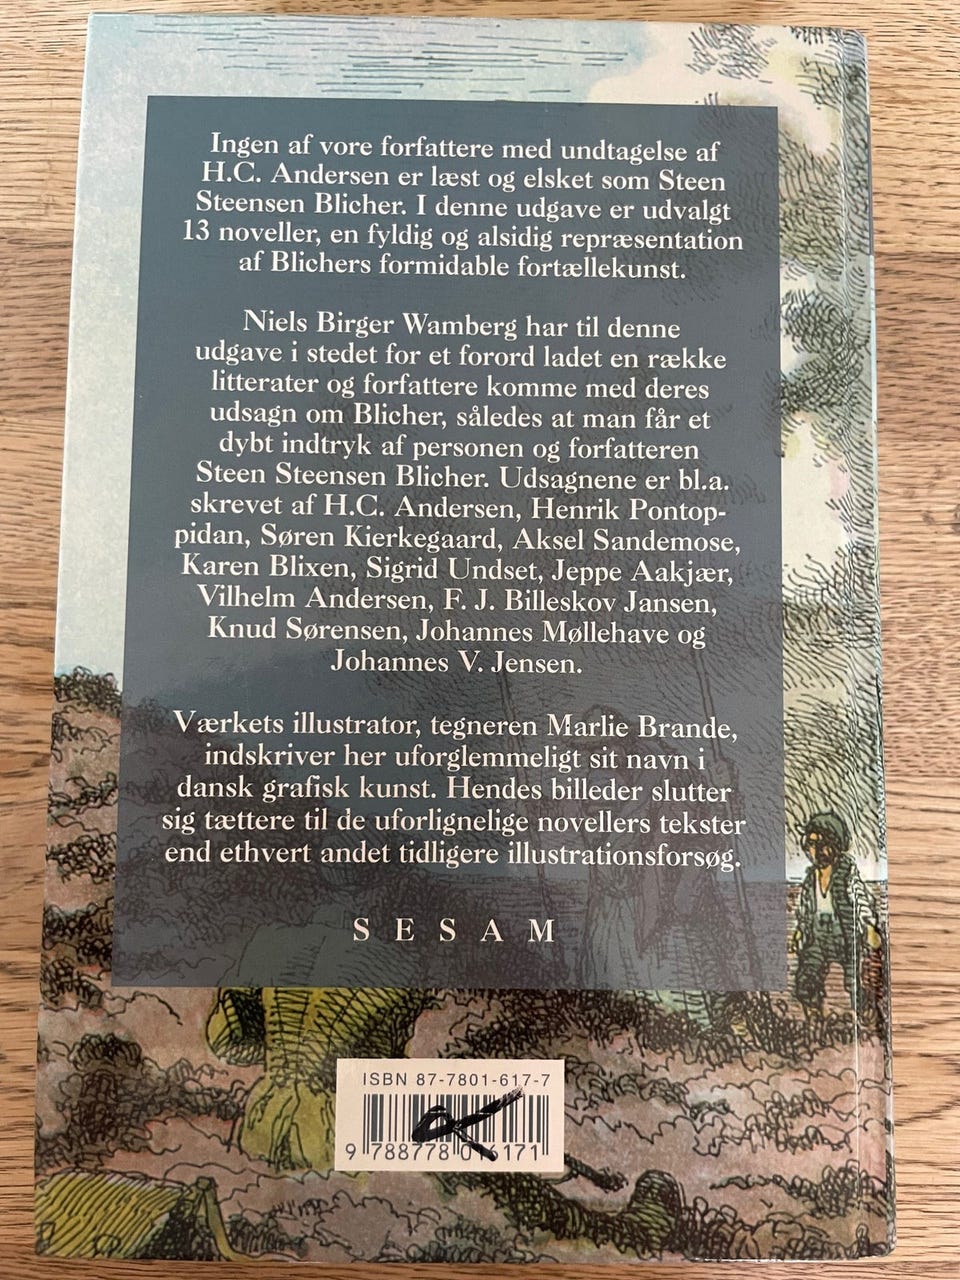 Ingen af vore forfattere med undtagelse af
H.C. Andersen er læst og elsket som Steen
Steensen Blicher. I denne udgave er udvalgt
13 noveller, en fyldig og alsidig repræsentation
af Blichers formidable fortællekunst.
Niels Birger Wamberg har til denne
udgave i stedet for et forord ladet en række
litterater og forfattere komme med deres
udsagn om Blicher, således at man får et
dybt indtryk af personen og forfatteren
Steen Steensen Blicher. Udsagnene er bl.a.
skrevet af H.C. Andersen, Henrik Pontop-
pidan, Søren Kierkegaard, Aksel Sandemose,
Karen Blixen, Sigrid Undset, Jeppe Aakjær,
Vilhelm Andersen, F. J. Billeskov Jansen,
Knud Sørensen, Johannes Møllehave og
Johannes V. Jensen.
Værkets illustrator, tegneren Marlie Brande,
indskriver her uforglemmeligt sit navn i
dansk grafisk kunst. Hendes billeder slutter
sig tættere til de uforlignelige novellers tekster
end ethvert andet tidligere illustrationsforsøg.
SESAM
ISBN 87-7801-617-7
9 788778 016171